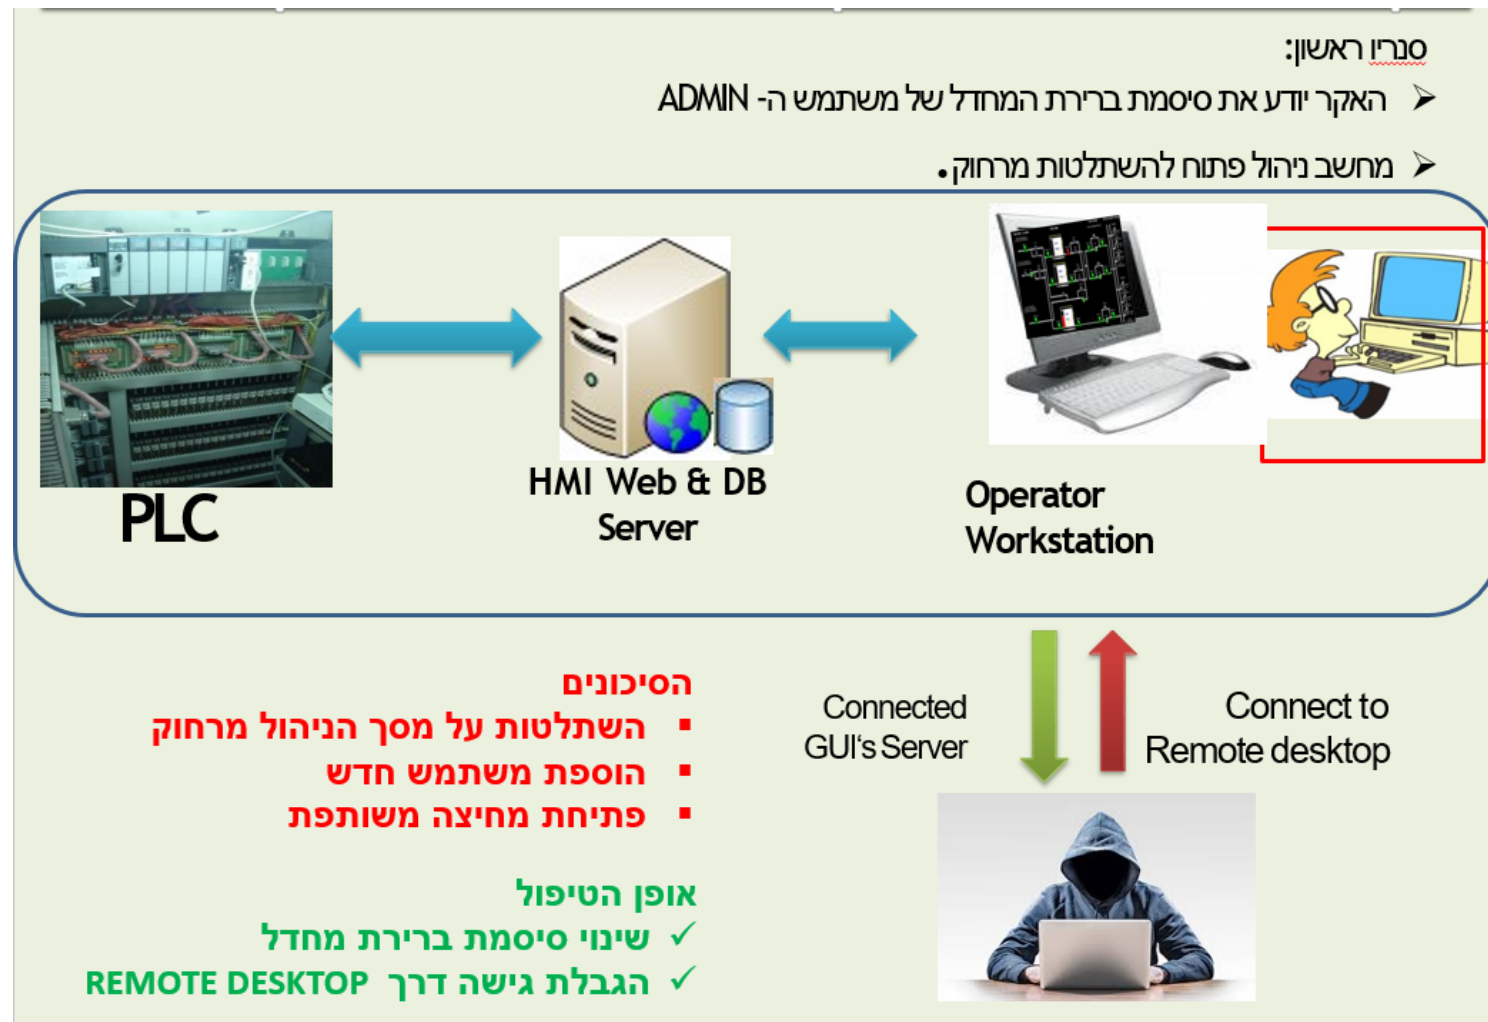 סנריו ראשון:
האקר יודע את סיסמת ברירת המחדל של משתמש ה- ADMIN
מחשב ניהול פתוח להשתלטות מרחוק.
PLC
HMI Web & DB
Server
Operator
Workstation
הסיכונים
השתלטות על מסך הניהול מרחוק
הוספת משתמש חדש
פתיחת מחיצה משותפת
Connected
GUI's Server
Connect to
Remote desktop
אופן הטיפול
שינוי סיסמת ברירת מחדל
הגבלת גישה דרך REMOTE DESKTOP